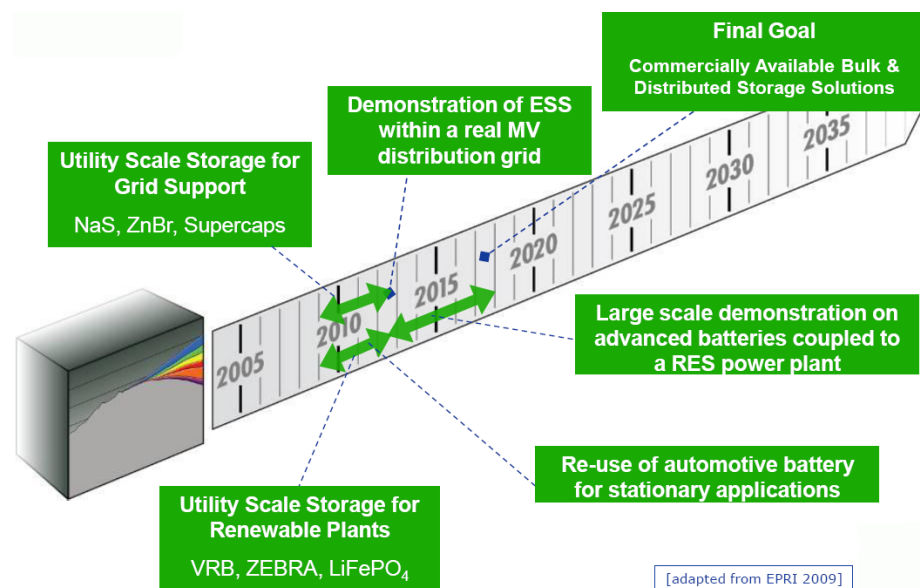 Final Goal
Commercially Available Bulk &
Distributed Storage Solutions
Demonstration of ESS
within a real MV
distribution grid
Utility Scale Storage for
Grid Support
NaS, ZnBr, Supercaps
2005
2010
2015
2020
2025
2030
2035
Large scale demonstration on
advanced batteries coupled to
a RES power plant
Re-use of automotive battery
for stationary applications
Utility Scale Storage for
Renewable Plants
VRB, ZEBRA, LiFePO₄
[adapted from EPRI 2009]